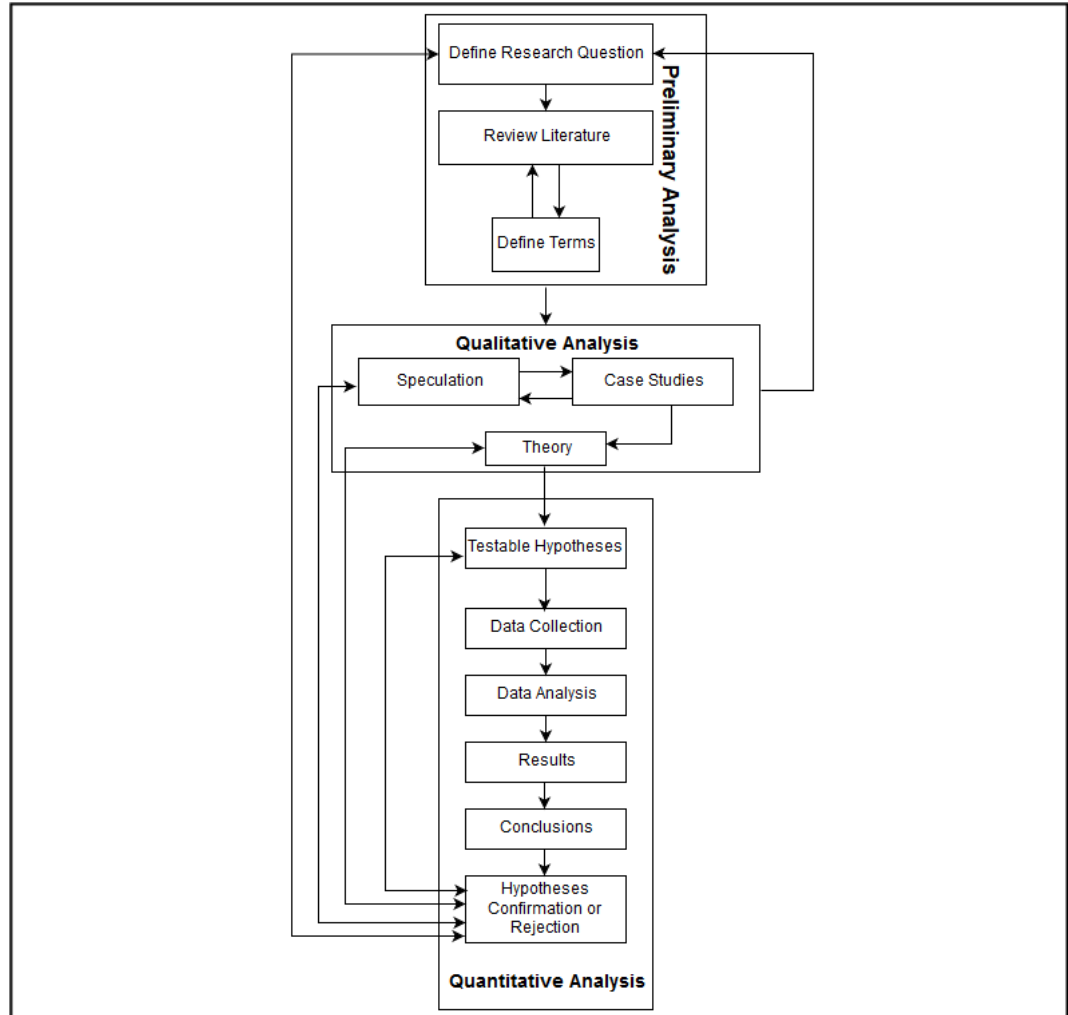 Define Research Question
Review Literature
Define Terms
Preliminary Analysis
Qualitative Analysis
Speculation
Case Studies
Theory
Testable Hypotheses
Data Collection
Data Analysis
Results
Conclusions
Hypotheses
Confirmation or
Rejection
Quantitative Analysis